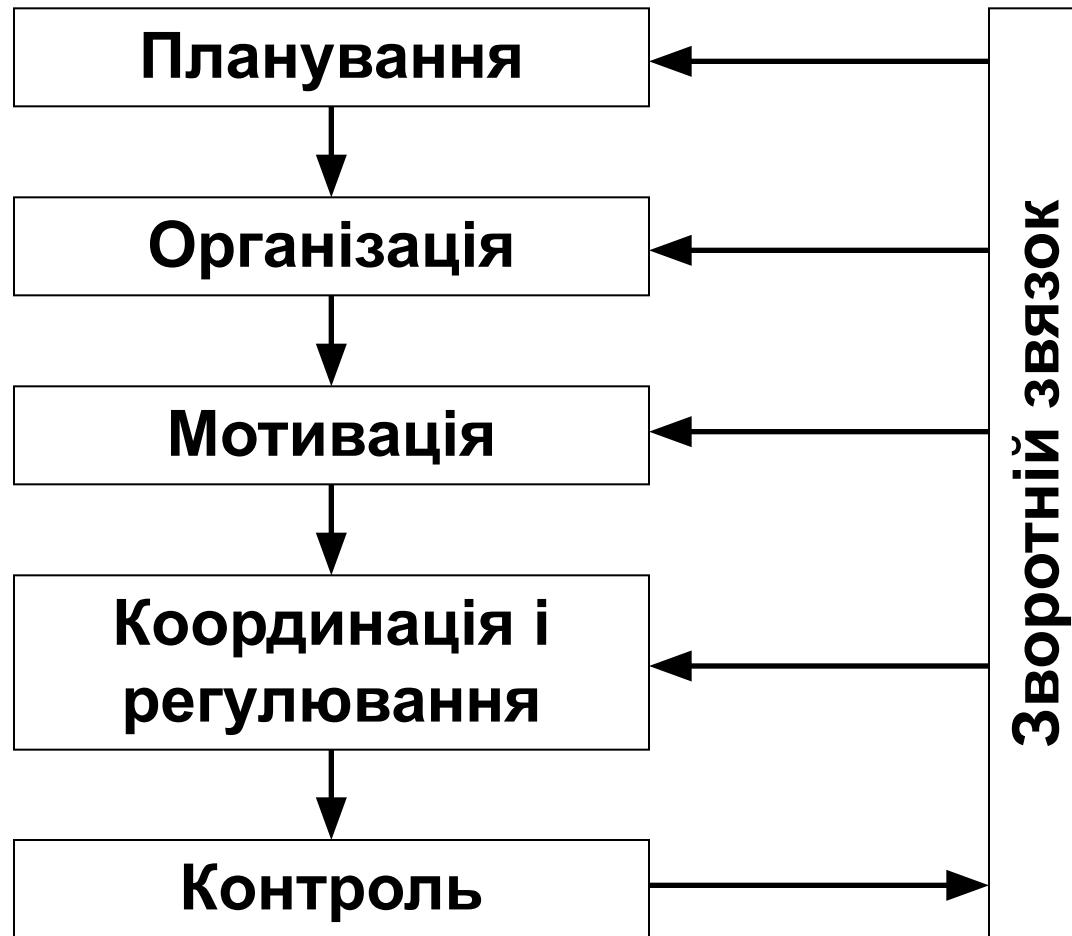 Планування
Організація
Мотивація
Координація і
регулювання
Контроль
Зворотній звязок